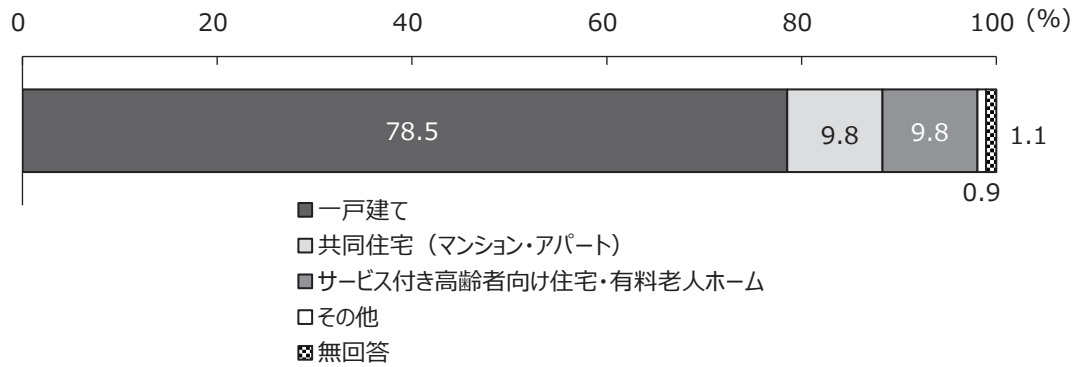 0 20 40 60 80 100 (%)
78.5 9.8 9.8 1.1
0.9
一戸建て
共同住宅（マンション・アパート）
サービス付き高齢者向け住宅・有料老人ホーム
その他
無回答